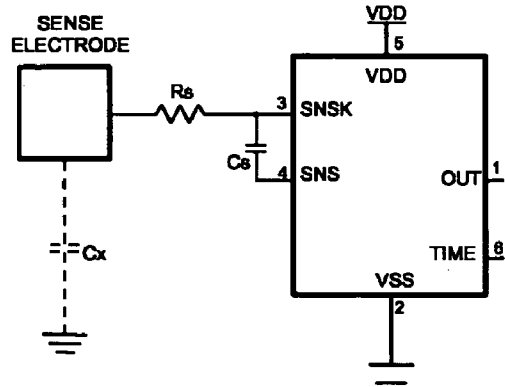 SENSE
ELECTRODE
VDD
5
VDD
Rs
3
SNSK
Cs
4
SNS
OUT
1
Cx
TIME
6
VSS
2